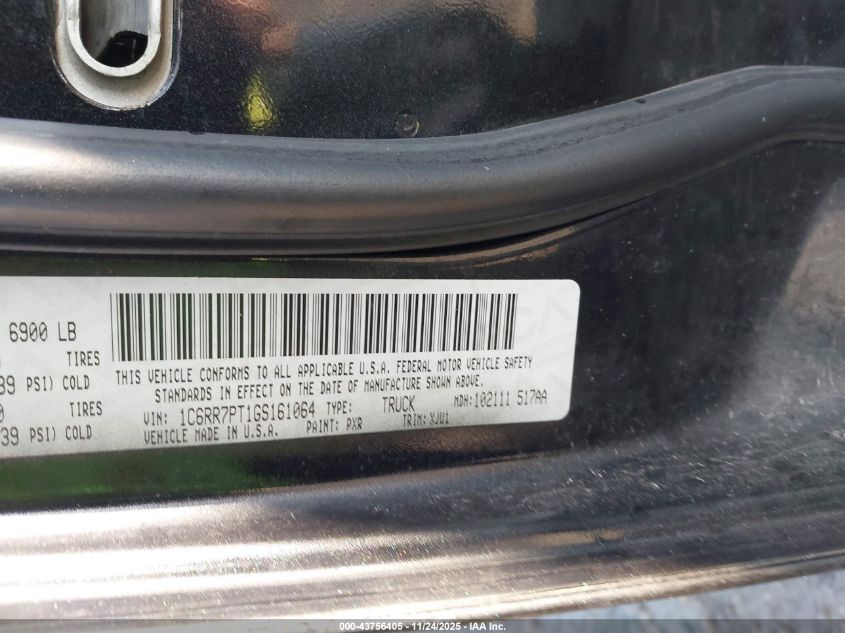 6900 LB
TIRES
39 PSI) COLD
TIRES
39 PSI) COLD
THIS VEHICLE CONFORMS TO ALL APPLICABLE U.S.A. FEDERAL MOTOR VEHICLE SAFETY
STANDARDS IN EFFECT ON THE DATE OF MANUFACTURE SHOWN ABOVE.
VIN: 1C6RR7PT1GS161064 TYPE: TRUCK MDH: 102111 517AA
VEHICLE MADE IN U.S.A. PAINT: PXR TRIM: XJU1
000-43756405 - 11/24/2025 - IAA Inc.